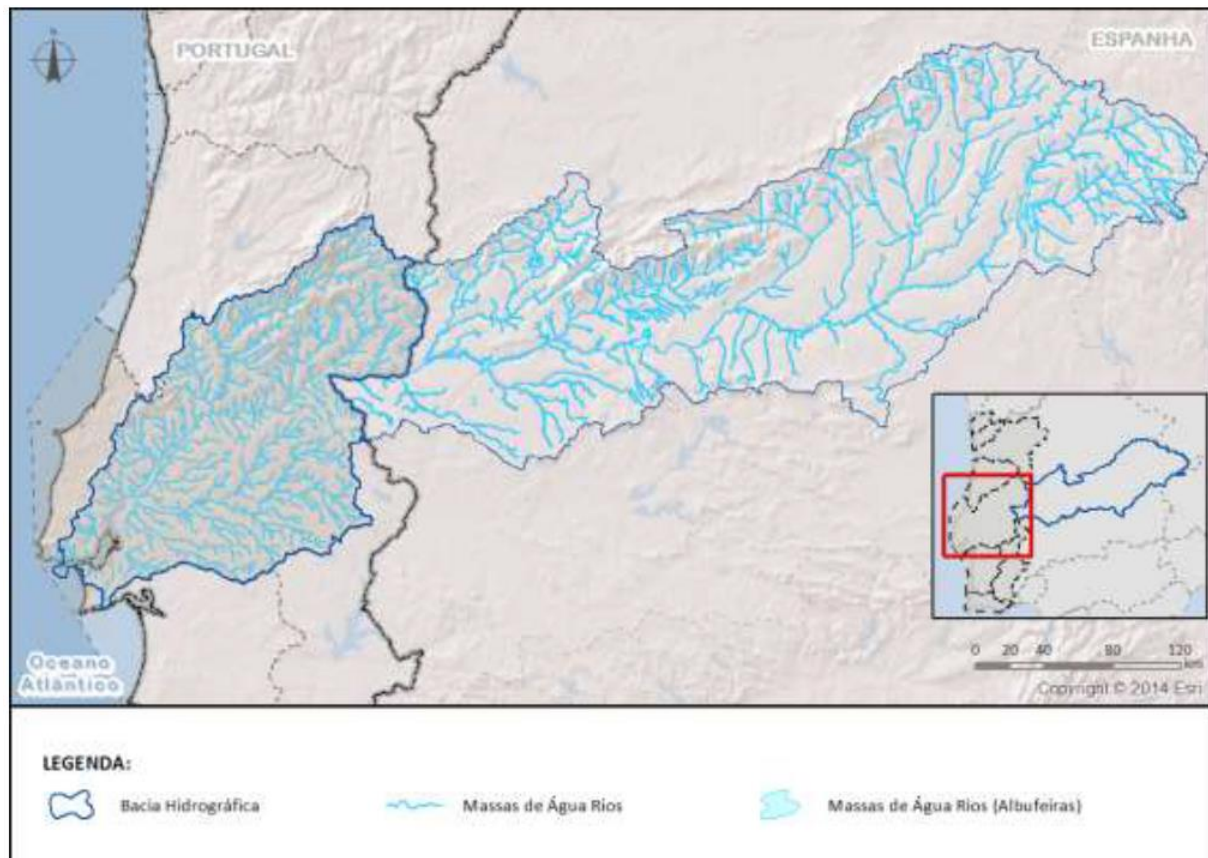 N
PORTUGAL
ESPANHA
Oceano
Atlântico
0 20 40 80 120
km
Copyright © 2014 Esri
LEGENDA:
Bacia Hidrográfica
Massas de Água Rios
Massas de Água Rios (Albufeiras)